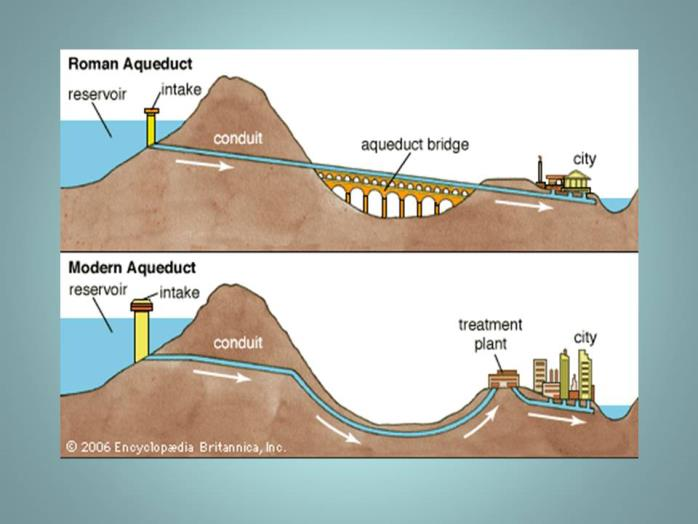 Roman Aqueduct
reservoir
intake
conduit
aqueduct bridge
city
Modern Aqueduct
reservoir
intake
conduit
treatment
plant
city
© 2006 Encyclopædia Britannica, Inc.